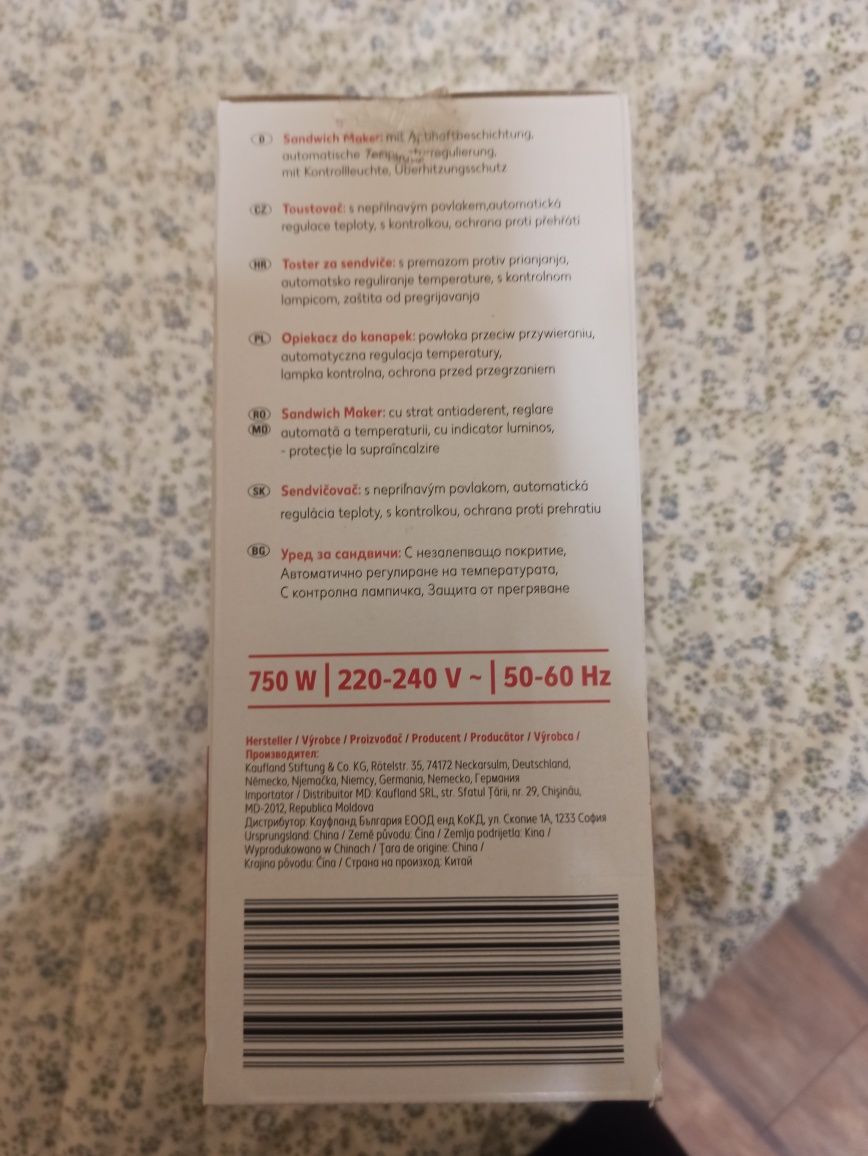 D Sandwich Maker: mit Antihaftbeschichtung,
automatische Temperaturregulierung,
mit Kontrollleuchte, Überhitzungsschutz
CZ Toustovač: s nepřilnavým povlakem,automatická
regulace teploty, s kontrolkou, ochrana proti přehřátí
HR Toster za sendviče: s premazom protiv prianjanja,
automatsko reguliranje temperature, s kontrolnom
lampicom, zaštita od pregrijavanja
PL Opiekacz do kanapek: powłoka przeciw przywieraniu,
automatyczna regulacja temperatury,
lampka kontrolna, ochrona przed przegrzaniem
RO Sandwich Maker: cu strat antiaderent, reglare
MD automată a temperaturii, cu indicator luminos,
- protecție la supraîncalzire
SK Sendvičovač: s nepriľnavým povlakom, automatická
regulácia teploty, s kontrolkou, ochrana proti prehratiu
BG Уред за сандвичи: С незалепващо покритие,
Автоматично регулиране на температурата,
С контролна лампичка, Защита от прегряване
750 W | 220-240 V ~ | 50-60 Hz
Hersteller / Výrobce / Proizvođač / Producent / Producător / Výrobca /
Производител:
Kaufland Stiftung & Co. KG, Rötelstr. 35, 74172 Neckarsulm, Deutschland,
Německo, Njemačka, Niemcy, Germania, Nemecko, Германия
Importator / Distribuitor MD: Kaufland SRL, str. Sfatul Țării, nr. 29, Chișinău,
MD-2012, Republica Moldova
Дистрибутор: Кауфланд България ЕООД енд КоКД, ул. Скопие 1А, 1233 София
Ursprungsland: China / Země původu: Čína / Zemlja podrijetla: Kina /
Wyprodukowano w Chinach / Țara de origine: China /
Krajina pôvodu: Čína / Страна на произход: Китай